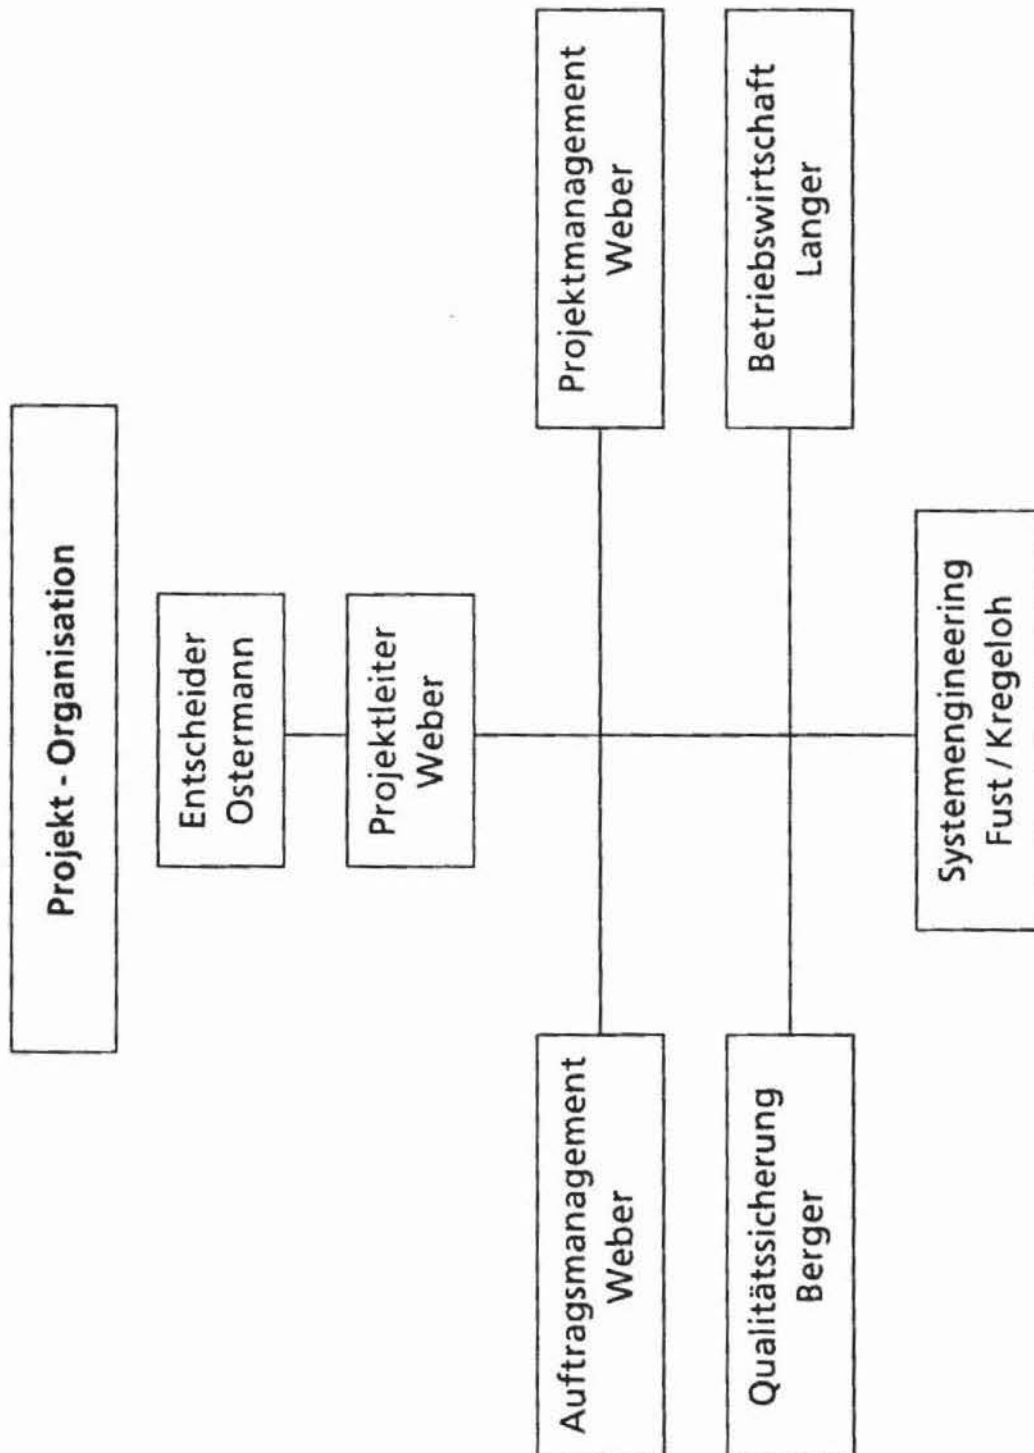 Projekt - Organisation
Entscheider
Ostermann
Projektleiter
Weber
Auftragsmanagement
Weber
Projektmanagement
Weber
Qualitätssicherung
Berger
Betriebswirtschaft
Langer
Systemengineering
Fust / Kregeloh